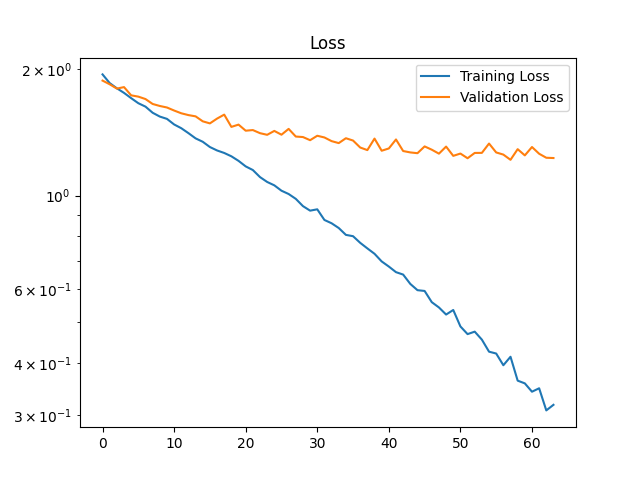 Loss
Training Loss
Validation Loss
2 × 10⁰
10⁰
6 × 10⁻¹
4 × 10⁻¹
3 × 10⁻¹
0 10 20 30 40 50 60